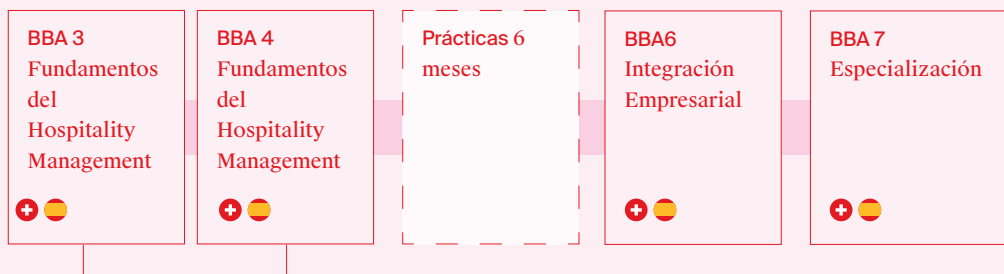 BBA 3
Fundamentos
del
Hospitality
Management
BBA 4
Fundamentos
del
Hospitality
Management
Prácticas 6
meses
BBA6
Integración
Empresarial
BBA 7
Especialización